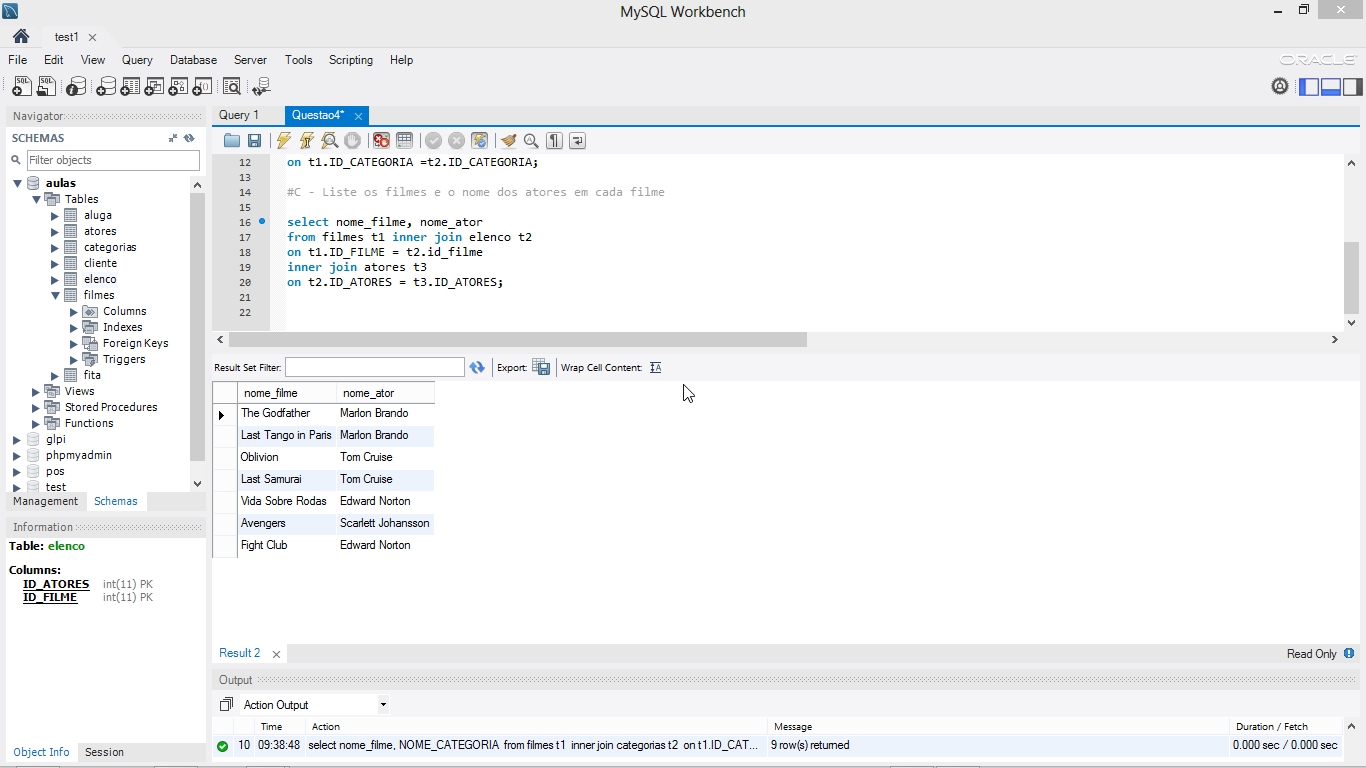 MySQL Workbench
test1
File Edit View Query Database Server Tools Scripting Help
ORACLE
Navigator
SCHEMAS
Filter objects
aulas
Tables
aluga
atores
categorias
cliente
elenco
filmes
Columns
Indexes
Foreign Keys
Triggers
fita
Views
Stored Procedures
Functions
glpi
phpmyadmin
pos
test
Management Schemas
Information
Table: elenco
Columns:
ID_ATORES int(11) PK
ID_FILME int(11) PK
Object Info Session
Query 1 Questao4*
12 on t1.ID_CATEGORIA =t2.ID_CATEGORIA;
13
14 #C - Liste os filmes e o nome dos atores em cada filme
15
16 select nome_filme, nome_ator
17 from filmes t1 inner join elenco t2
18 on t1.ID_FILME = t2.id_filme
19 inner join atores t3
20 on t2.ID_ATORES = t3.ID_ATORES;
21
22
Result Set Filter: Export: Wrap Cell Content:
nome_filme nome_ator
The Godfather Marlon Brando
Last Tango in Paris Marlon Brando
Oblivion Tom Cruise
Last Samurai Tom Cruise
Vida Sobre Rodas Edward Norton
Avengers Scarlett Johansson
Fight Club Edward Norton
Result 2 Read Only
Output
Action Output
Time Action Message Duration / Fetch
10 09:38:48 select nome_filme, NOME_CATEGORIA from filmes t1 inner join categorias t2 on t1.ID_CAT... 9 row(s) returned 0.000 sec / 0.000 sec